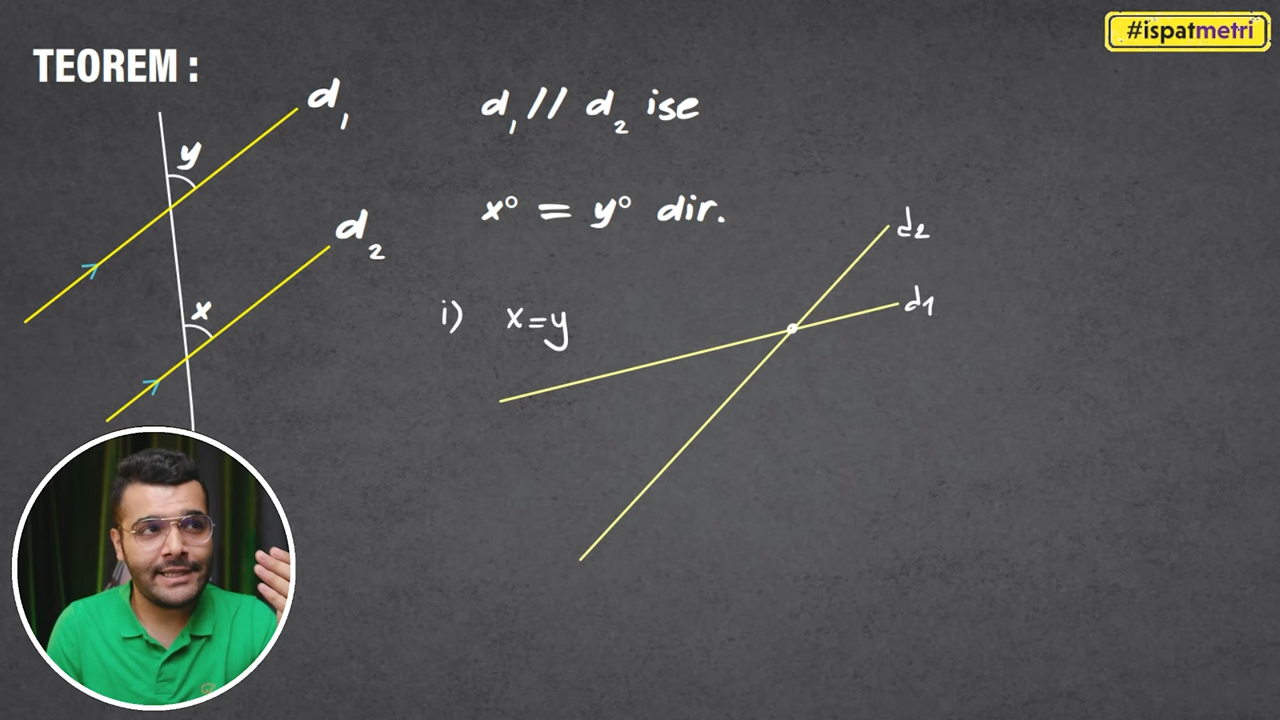 #ispatmetri
TEOREM :
d₁
d₁ // d₂ ise
y
x° = y° dir.
d₂
d₂
x
i) x=y
d1